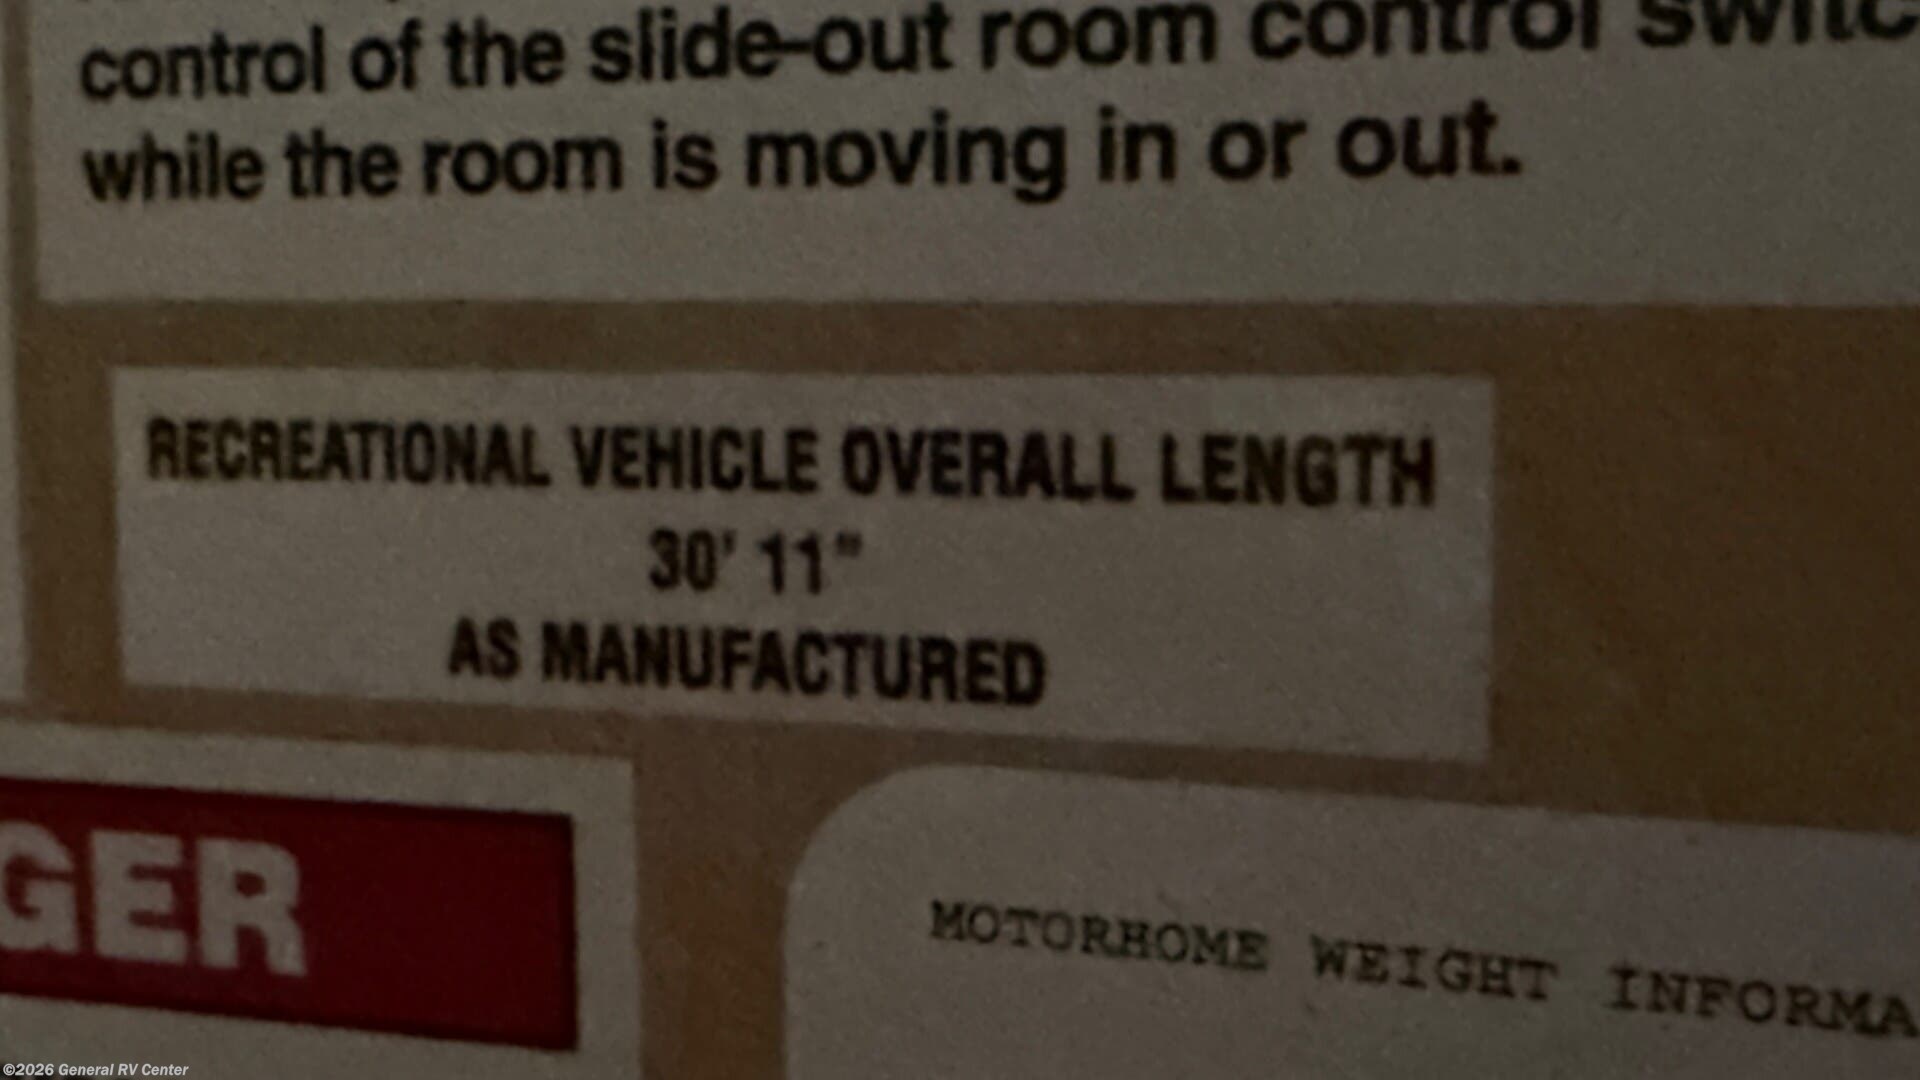 control of the slide-out room control switc
while the room is moving in or out.
RECREATIONAL VEHICLE OVERALL LENGTH
30' 11"
AS MANUFACTURED
GER
MOTORHOME WEIGHT INFORMA
©2026 General RV Center